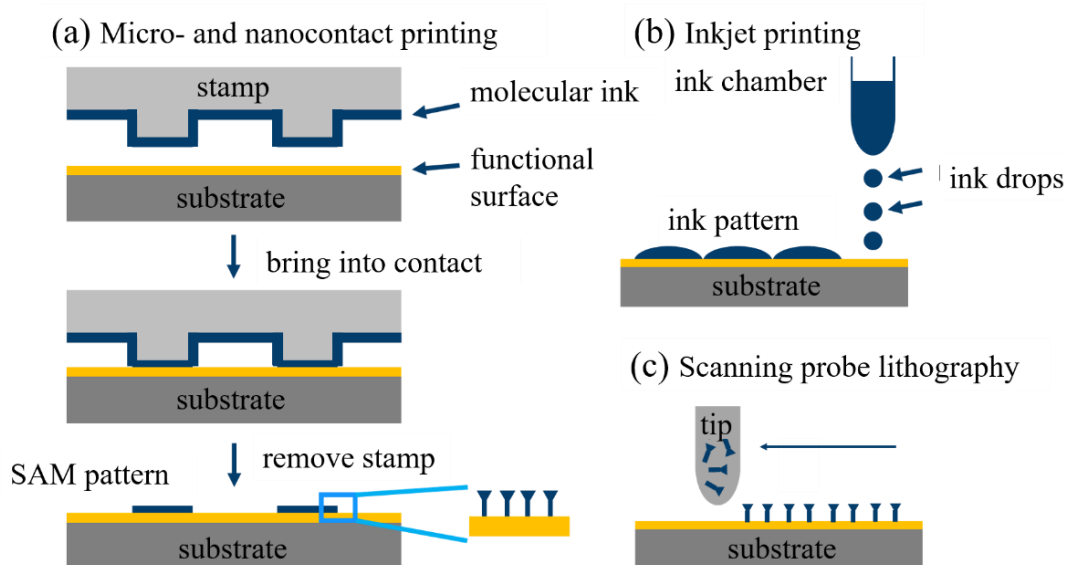 (a) Micro- and nanocontact printing
stamp
molecular ink
functional
surface
substrate
bring into contact
substrate
remove stamp
SAM pattern
substrate
(b) Inkjet printing
ink chamber
ink drops
ink pattern
substrate
(c) Scanning probe lithography
tip
substrate